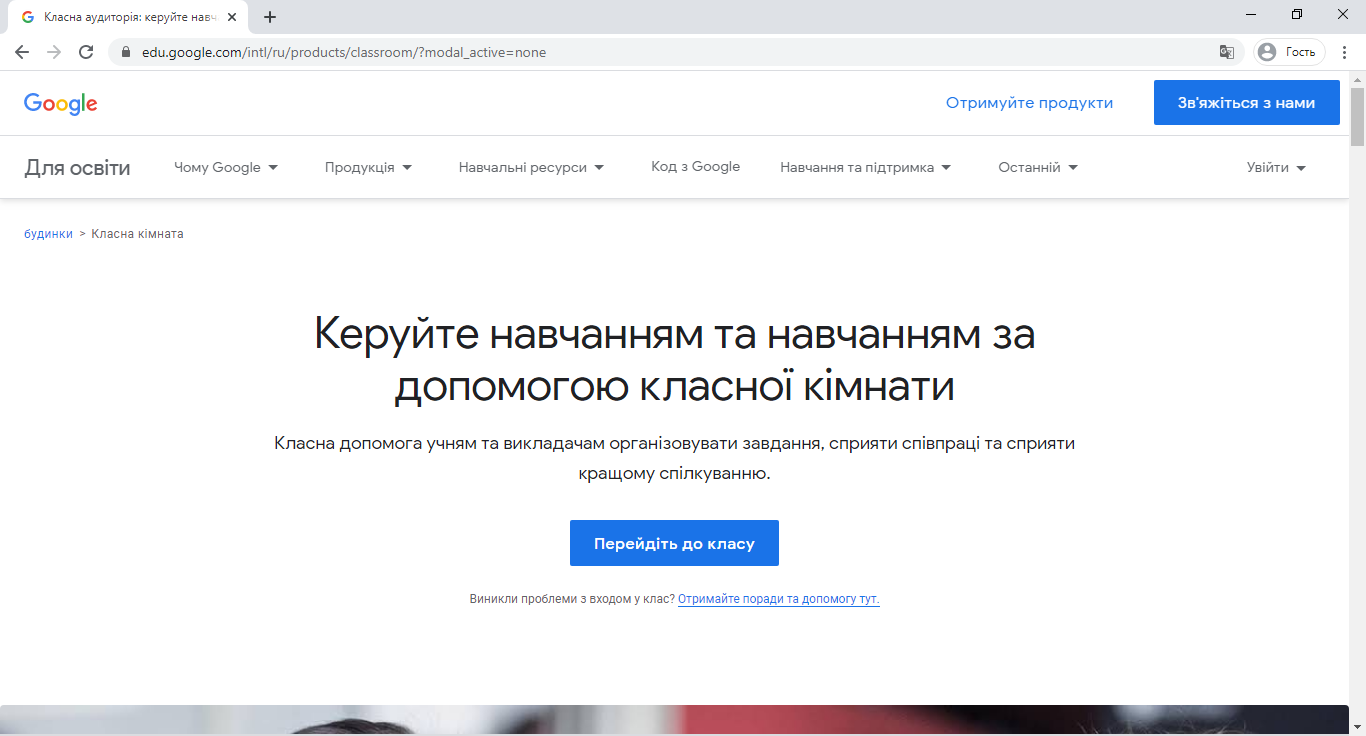 Класна аудиторія: керуйте навч
edu.google.com/intl/ru/products/classroom/?modal_active=none
Гость
Google
Отримуйте продукти
Зв'яжіться з нами
Для освіти
Чому Google
Продукція
Навчальні ресурси
Код з Google
Навчання та підтримка
Останній
Увійти
будинки > Класна кімната
Керуйте навчанням та навчанням за
допомогою класної кімнати
Класна допомога учням та викладачам організовувати завдання, сприяти співпраці та сприяти
кращому спілкуванню.
Перейдіть до класу
Виникли проблеми з входом у клас? Отримайте поради та допомогу тут.